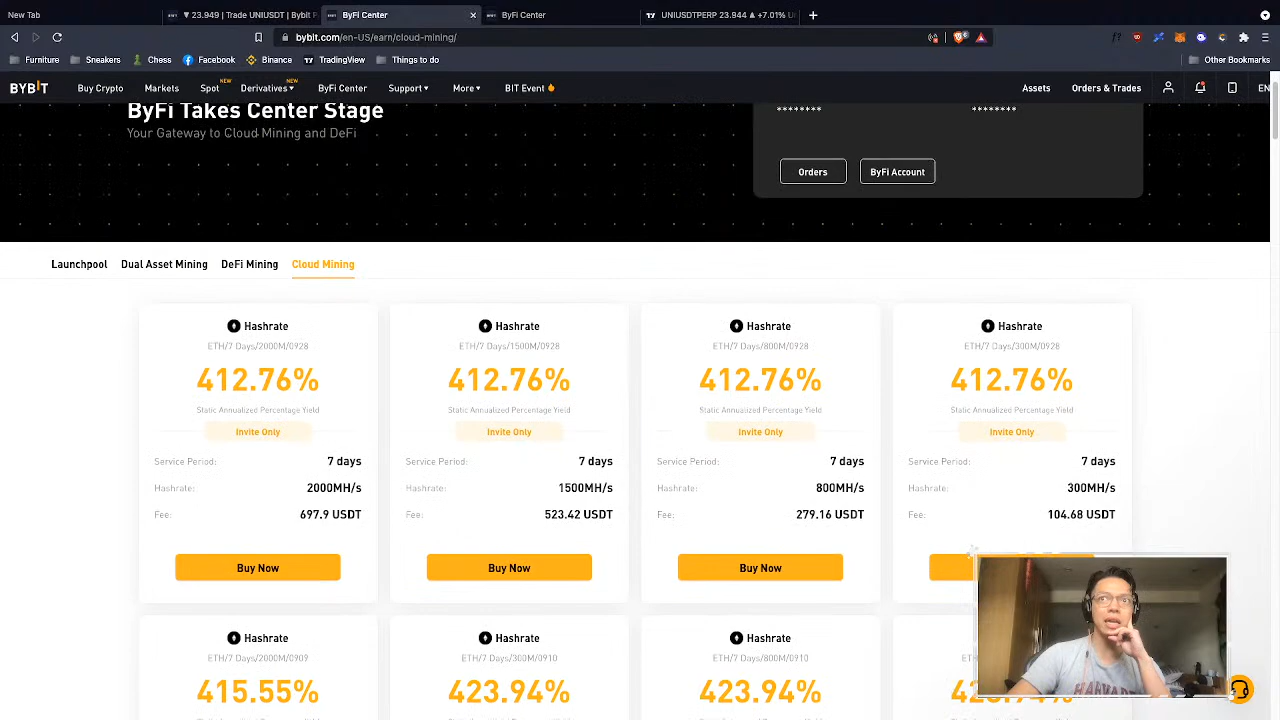 New Tab
23.949 | Trade UNIUSDT | Bybit P
ByFi Center
ByFi Center
UNIUSDTPERP 23.944 ▲ +7.01% U
bybit.com/en-US/earn/cloud-mining/
Furniture
Sneakers
Chess
Facebook
Binance
TradingView
Things to do
Other Bookmarks
BYBIT
Buy Crypto
Markets
Spot NEW
Derivatives NEW
ByFi Center
Support
More
BIT Event
Assets
Orders & Trades
EN
ByFi Takes Center Stage
Your Gateway to Cloud Mining and DeFi
********
********
Orders
ByFi Account
Launchpool
Dual Asset Mining
DeFi Mining
Cloud Mining
Hashrate
ETH/7 Days/2000M/0928
412.76%
Static Annualized Percentage Yield
Invite Only
Service Period: 7 days
Hashrate: 2000MH/s
Fee: 697.9 USDT
Buy Now
Hashrate
ETH/7 Days/1500M/0928
412.76%
Static Annualized Percentage Yield
Invite Only
Service Period: 7 days
Hashrate: 1500MH/s
Fee: 523.42 USDT
Buy Now
Hashrate
ETH/7 Days/800M/0928
412.76%
Static Annualized Percentage Yield
Invite Only
Service Period: 7 days
Hashrate: 800MH/s
Fee: 279.16 USDT
Buy Now
Hashrate
ETH/7 Days/300M/0928
412.76%
Static Annualized Percentage Yield
Invite Only
Service Period: 7 days
Hashrate: 300MH/s
Fee: 104.68 USDT
Hashrate
ETH/7 Days/2000M/0909
415.55%
Hashrate
ETH/7 Days/300M/0910
423.94%
Hashrate
ETH/7 Days/800M/0910
423.94%